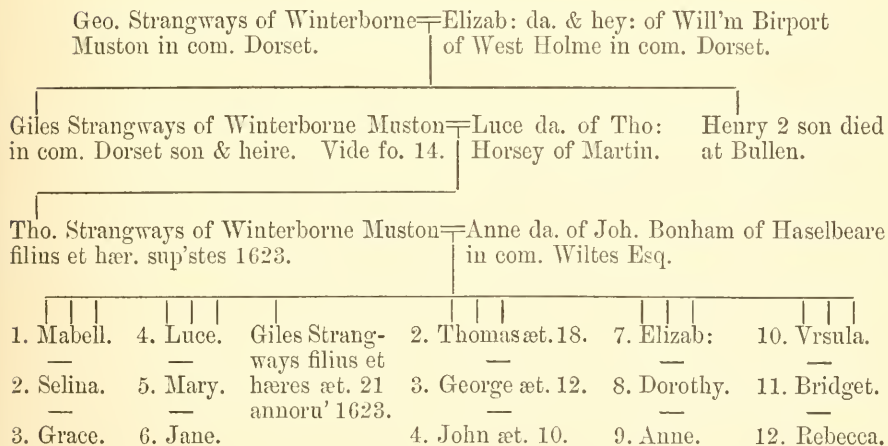 Geo. Strangways of Winterborne Elizab: da. & hey: of Will'm Birport
Muston in com. Dorset. of West Holme in com. Dorset.
Giles Strangways of Winterborne Muston Luce da. of Tho: Henry 2 son died
in com. Dorset son & heire. Vide fo. 14. Horsey of Martin. at Bullen.
Tho. Strangways of Winterborne Muston Anne da. of Joh. Bonham of Haselbeare
filius et hær. sup'stes 1623. in com. Wiltes Esq.
1. Mabell. 4. Luce. Giles Strang- 2. Thomas æt. 18. 7. Elizab: 10. Vrsula.
ways filius et
2. Selina. 5. Mary. hæres æt. 21 3. George æt. 12. 8. Dorothy. 11. Bridget.
annoru' 1623.
3. Grace. 6. Jane. 4. John æt. 10. 9. Anne. 12. Rebecca.